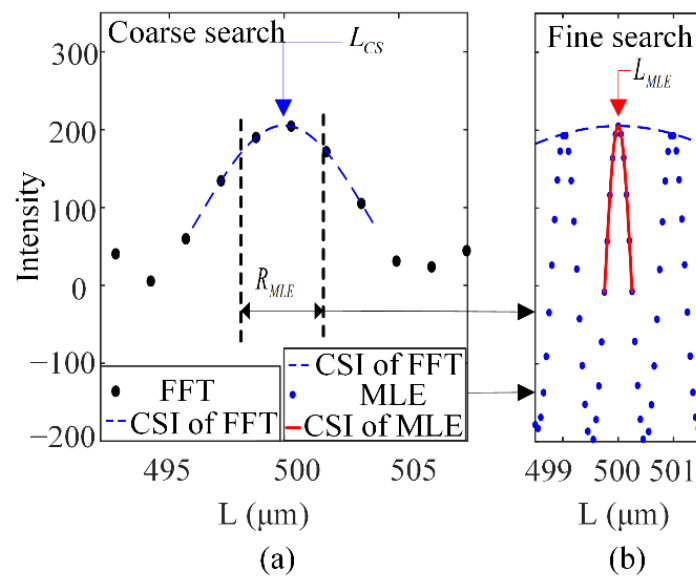 Coarse search
L_CS
Fine search
L_MLE
300
200
100
0
−100
−200
Intensity
R_MLE
FFT
CSI of FFT
CSI of FFT
MLE
CSI of MLE
495 500 505
499 500 501
L (μm)
L (μm)
(a)
(b)